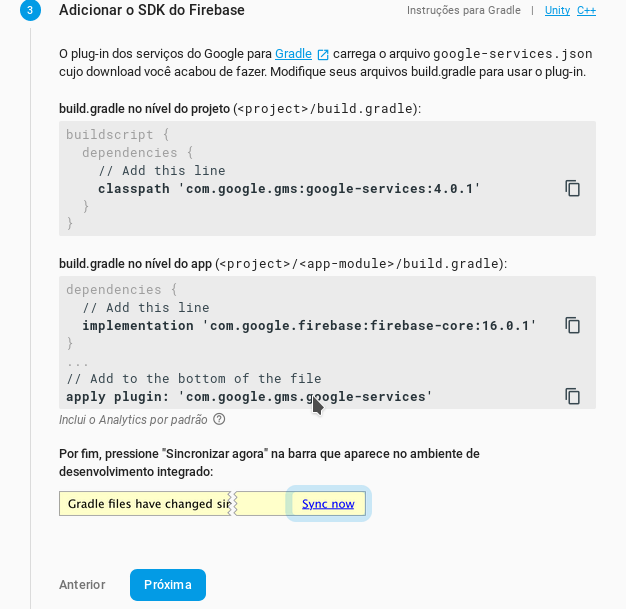 3 Adicionar o SDK do Firebase Instruções para Gradle | Unity C++
O plug-in dos serviços do Google para Gradle carrega o arquivo google-services.json
cujo download você acabou de fazer. Modifique seus arquivos build.gradle para usar o plug-in.
build.gradle no nível do projeto (<project>/build.gradle):
buildscript {
dependencies {
// Add this line
classpath 'com.google.gms:google-services:4.0.1'
}
}
build.gradle no nível do app (<project>/<app-module>/build.gradle):
dependencies {
// Add this line
implementation 'com.google.firebase:firebase-core:16.0.1'
}
...
// Add to the bottom of the file
apply plugin: 'com.google.gms.google-services'
Inclui o Analytics por padrão ?
Por fim, pressione "Sincronizar agora" na barra que aparece no ambiente de
desenvolvimento integrado:
Gradle files have changed sin Sync now
Anterior Próxima